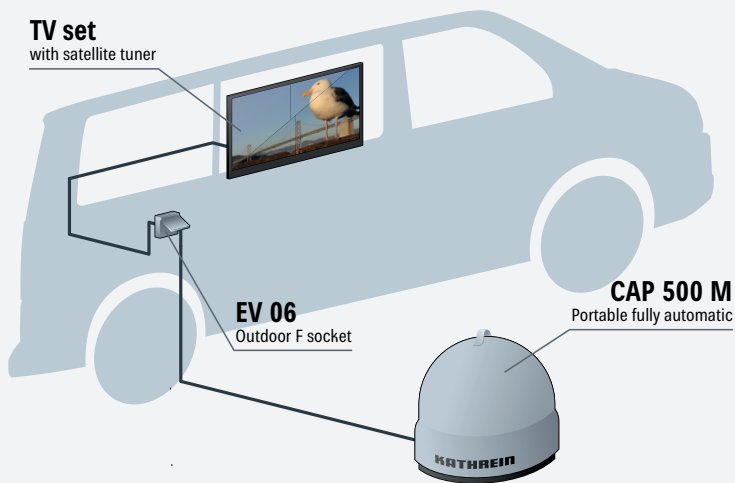 TV set
with satellite tuner
EV 06
Outdoor F socket
CAP 500 M
Portable fully automatic
KATHREIN